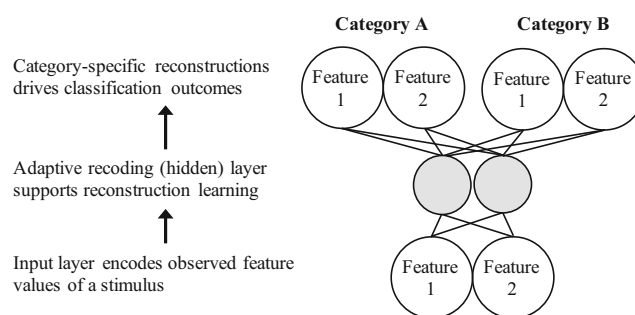 Category A
Category B
Category-specific reconstructions
drives classification outcomes
Feature
1
Feature
2
Feature
1
Feature
2
Adaptive recoding (hidden) layer
supports reconstruction learning
Input layer encodes observed feature
values of a stimulus
Feature
1
Feature
2